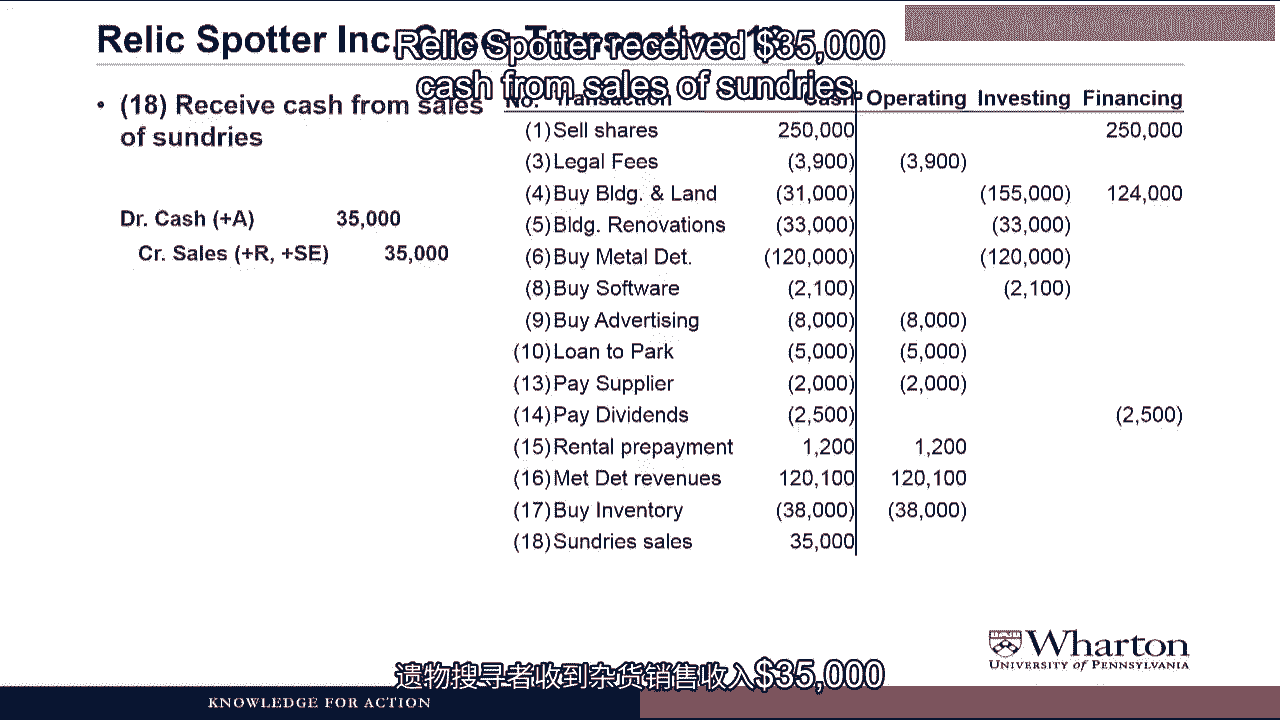 Relic Spotter Inc.
Relic Spotter received $35,000
cash from sales of sundries.
• (18) Receive cash from sales
of sundries
Dr. Cash (+A) 35,000
Cr. Sales (+R, +SE) 35,000
No. Transaction Cash Operating Investing Financing
(1) Sell shares 250,000 250,000
(3) Legal Fees (3,900) (3,900)
(4) Buy Bldg. & Land (31,000) (155,000) 124,000
(5) Bldg. Renovations (33,000) (33,000)
(6) Buy Metal Det. (120,000) (120,000)
(8) Buy Software (2,100) (2,100)
(9) Buy Advertising (8,000) (8,000)
(10) Loan to Park (5,000) (5,000)
(13) Pay Supplier (2,000) (2,000)
(14) Pay Dividends (2,500) (2,500)
(15) Rental prepayment 1,200 1,200
(16) Met Det revenues 120,100 120,100
(17) Buy Inventory (38,000) (38,000)
(18) Sundries sales 35,000
Wharton
UNIVERSITY of PENNSYLVANIA
遗物搜寻者收到杂货销售收入$35,000
KNOWLEDGE FOR ACTION